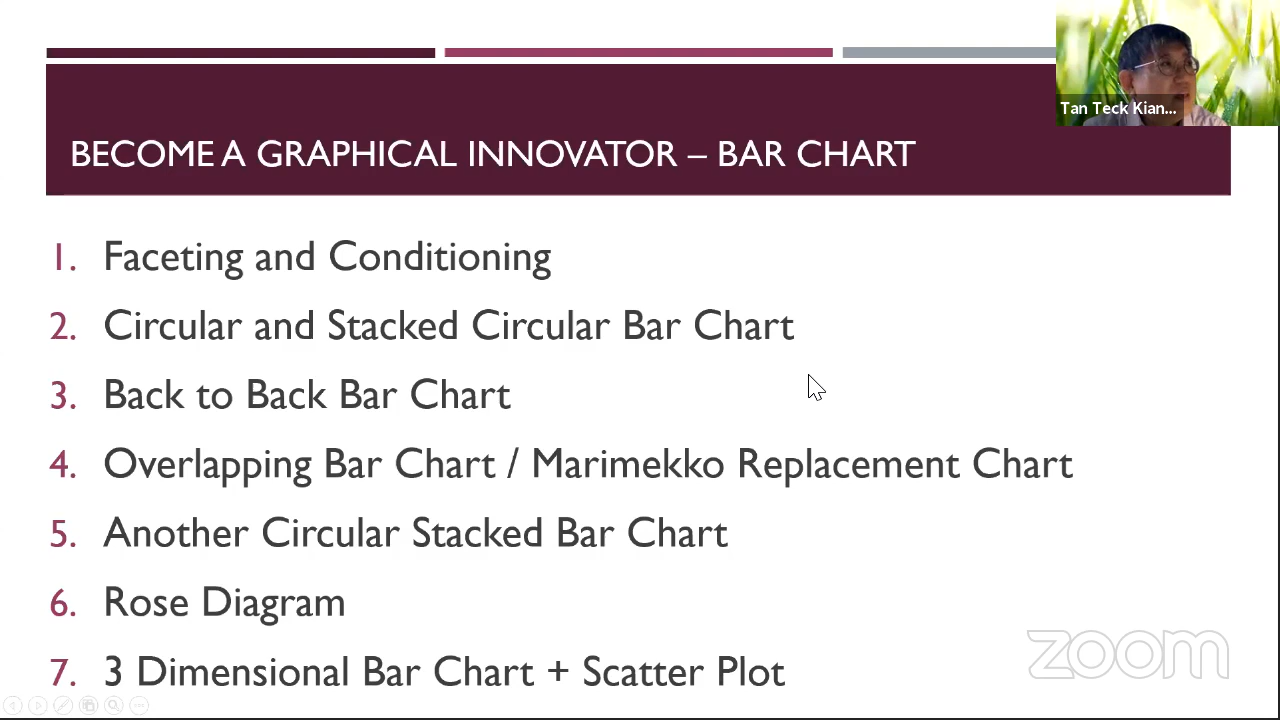 Tan Teck Kian...
BECOME A GRAPHICAL INNOVATOR – BAR CHART
1. Faceting and Conditioning
2. Circular and Stacked Circular Bar Chart
3. Back to Back Bar Chart
4. Overlapping Bar Chart / Marimekko Replacement Chart
5. Another Circular Stacked Bar Chart
6. Rose Diagram
7. 3 Dimensional Bar Chart + Scatter Plot
zoom